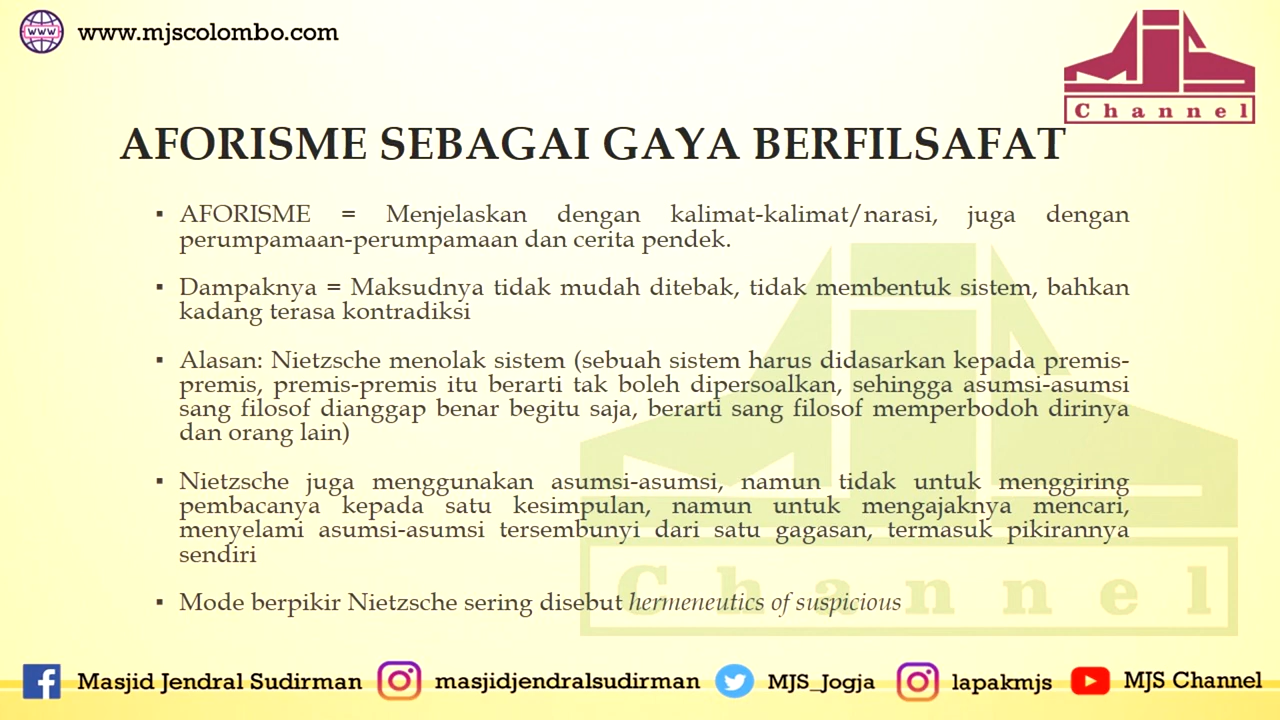 www.mjscolombo.com
MJS
Channel
AFORISME SEBAGAI GAYA BERFILSAFAT
▪ AFORISME = Menjelaskan dengan kalimat-kalimat/narasi, juga dengan
perumpamaan-perumpamaan dan cerita pendek.
▪ Dampaknya = Maksudnya tidak mudah ditebak, tidak membentuk sistem, bahkan
kadang terasa kontradiksi
▪ Alasan: Nietzsche menolak sistem (sebuah sistem harus didasarkan kepada premis-
premis, premis-premis itu berarti tak boleh dipersoalkan, sehingga asumsi-asumsi
sang filosof dianggap benar begitu saja, berarti sang filosof memperbodoh dirinya
dan orang lain)
▪ Nietzsche juga menggunakan asumsi-asumsi, namun tidak untuk menggiring
pembacanya kepada satu kesimpulan, namun untuk mengajaknya mencari,
menyelami asumsi-asumsi tersembunyi dari satu gagasan, termasuk pikirannya
sendiri
▪ Mode berpikir Nietzsche sering disebut hermeneutics of suspicious
Channel
Masjid Jendral Sudirman masjidjendralsudirman MJS_Jogja lapakmjs MJS Channel